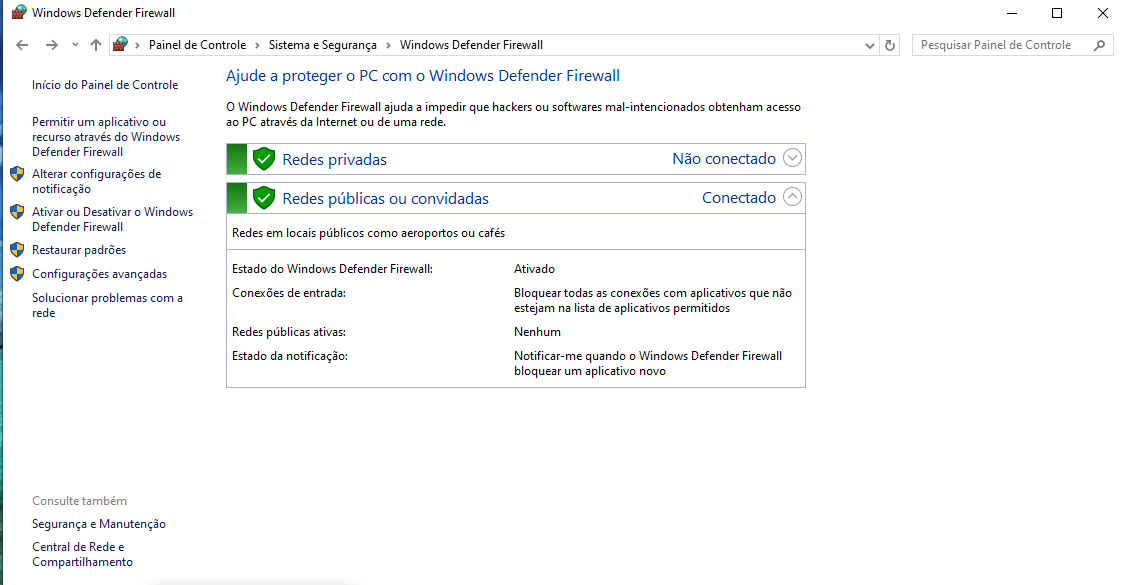 Windows Defender Firewall
Painel de Controle > Sistema e Segurança > Windows Defender Firewall
Pesquisar Painel de Controle
Início do Painel de Controle
Permitir um aplicativo ou
recurso através do Windows
Defender Firewall
Alterar configurações de
notificação
Ativar ou Desativar o Windows
Defender Firewall
Restaurar padrões
Configurações avançadas
Solucionar problemas com a
rede
Ajude a proteger o PC com o Windows Defender Firewall
O Windows Defender Firewall ajuda a impedir que hackers ou softwares mal-intencionados obtenham acesso
ao PC através da Internet ou de uma rede.
Redes privadas Não conectado
Redes públicas ou convidadas Conectado
Redes em locais públicos como aeroportos ou cafés
Estado do Windows Defender Firewall: Ativado
Conexões de entrada: Bloquear todas as conexões com aplicativos que não
estejam na lista de aplicativos permitidos
Redes públicas ativas: Nenhum
Estado da notificação: Notificar-me quando o Windows Defender Firewall
bloquear um aplicativo novo
Consulte também
Segurança e Manutenção
Central de Rede e
Compartilhamento